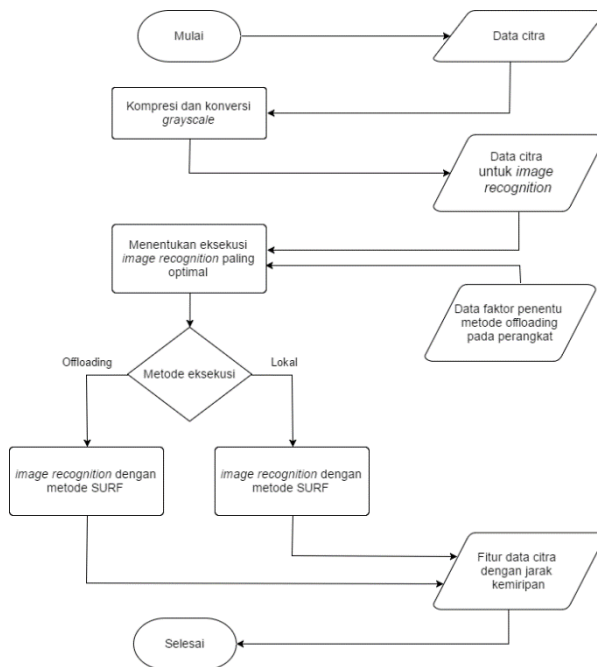 Mulai
Data citra
Kompresi dan konversi
grayscale
Data citra
untuk image
recognition
Menentukan eksekusi
image recognition paling
optimal
Data faktor penentu
metode offloading
pada perangkat
Offloading
Metode eksekusi
Lokal
image recognition dengan
metode SURF
image recognition dengan
metode SURF
Fitur data citra
dengan jarak
kemiripan
Selesai